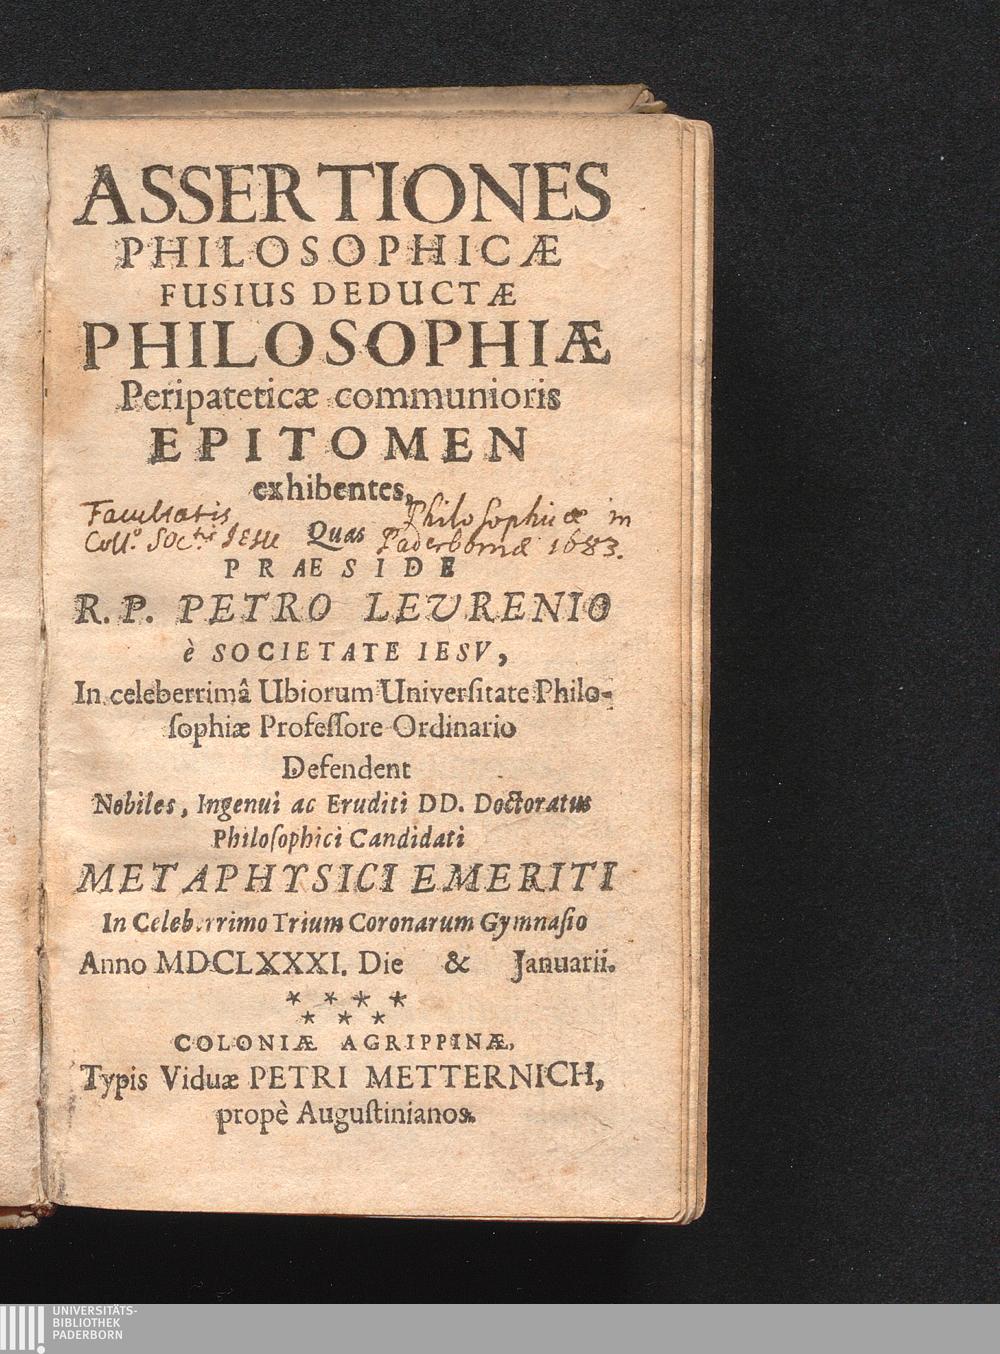 ASSERTIONES
PHILOSOPHICÆ
FUSIUS DEDUCTÆ
PHILOSOPHIÆ
Peripateticæ communioris
EPITOMEN
exhibentes,
Facultatis Philosophicæ in
Coll.º Soc.tis Iesu Quas Paderbornæ 1683.
PRÆSIDE
R. P. PETRO LEVRENIO
è SOCIETATE IESV,
In celeberrimâ Ubiorum Universitate Philo-
sophiæ Professore Ordinario
Defendent
Nobiles, Ingenui ac Eruditi DD. Doctoratus
Philosophici Candidati
METAPHYSICI EMERITI
In Celeberrimo Trium Coronarum Gymnasio
Anno MDCLXXXI. Die & Januarii.
* * * *
* * *
COLONIÆ AGRIPPINÆ,
Typis Viduæ PETRI METTERNICH,
propè Augustinianos.
UNIVERSITÄTS-
BIBLIOTHEK
PADERBORN